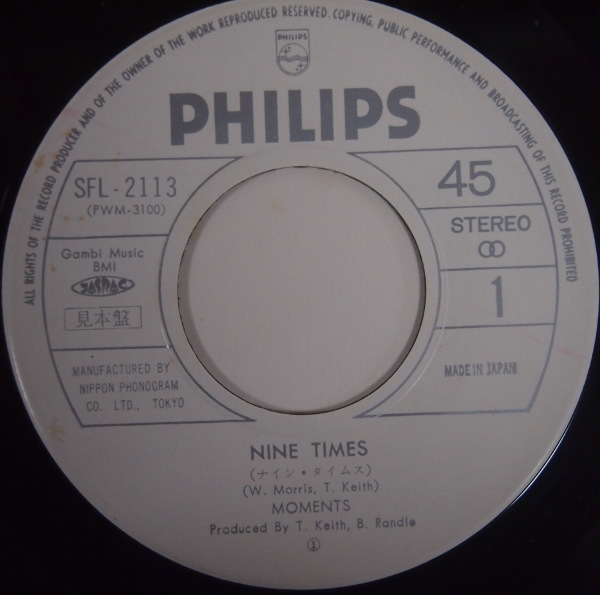 ALL RIGHTS OF THE RECORD PRODUCER AND OF THE OWNER OF THE WORK REPRODUCED RESERVED. COPYING, PUBLIC PERFORMANCE AND BROADCASTING OF THIS RECORD PROHIBITED
PHILIPS
PHILIPS
SFL-2113
(PWM-3100)
45
STEREO
Gambi Music
BMI
JASRAC
見本盤
1
MANUFACTURED BY
NIPPON PHONOGRAM
CO. LTD., TOKYO
MADE IN JAPAN
NINE TIMES
(ナイン・タイムス)
(W. Morris, T. Keith)
MOMENTS
Produced By T. Keith, B. Randle
①